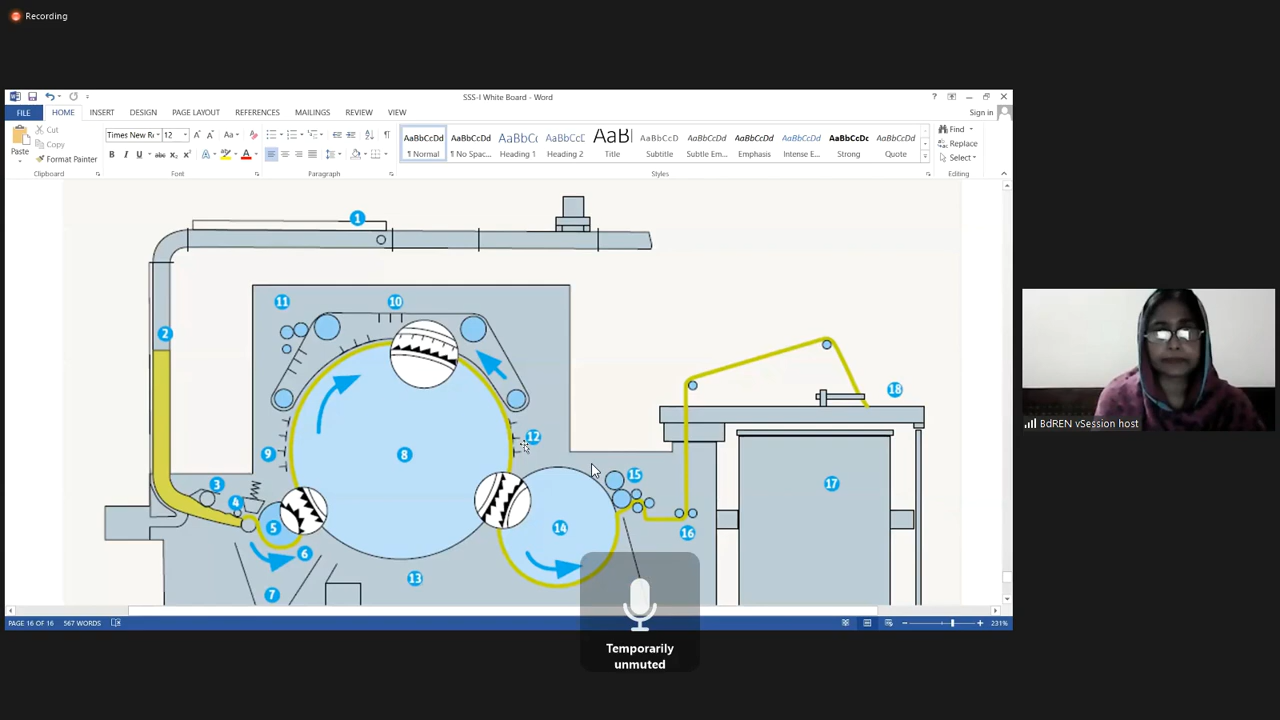 Recording
SSS-I White Board - Word
FILE HOME INSERT DESIGN PAGE LAYOUT REFERENCES MAILINGS REVIEW VIEW Sign in
Paste
Cut
Copy
Format Painter
Times New Ro 12
AaBbCcDd AaBbCcDd AaBbCc AaBbCcD AaBl AaBbCcD AaBbCcDd AaBbCcDd AaBbCcDd AaBbCcDc AaBbCcDd
¶ Normal ¶ No Spac... Heading 1 Heading 2 Title Subtitle Subtle Em... Emphasis Intense E... Strong Quote
Find
Replace
Select
Clipboard Font Paragraph Styles Editing
1
11 10
2
18
12
9 8
15
3
17
4
5 14
16
6
13
7
PAGE 16 OF 16 567 WORDS 231%
Temporarily
unmuted
BdREN vSession host